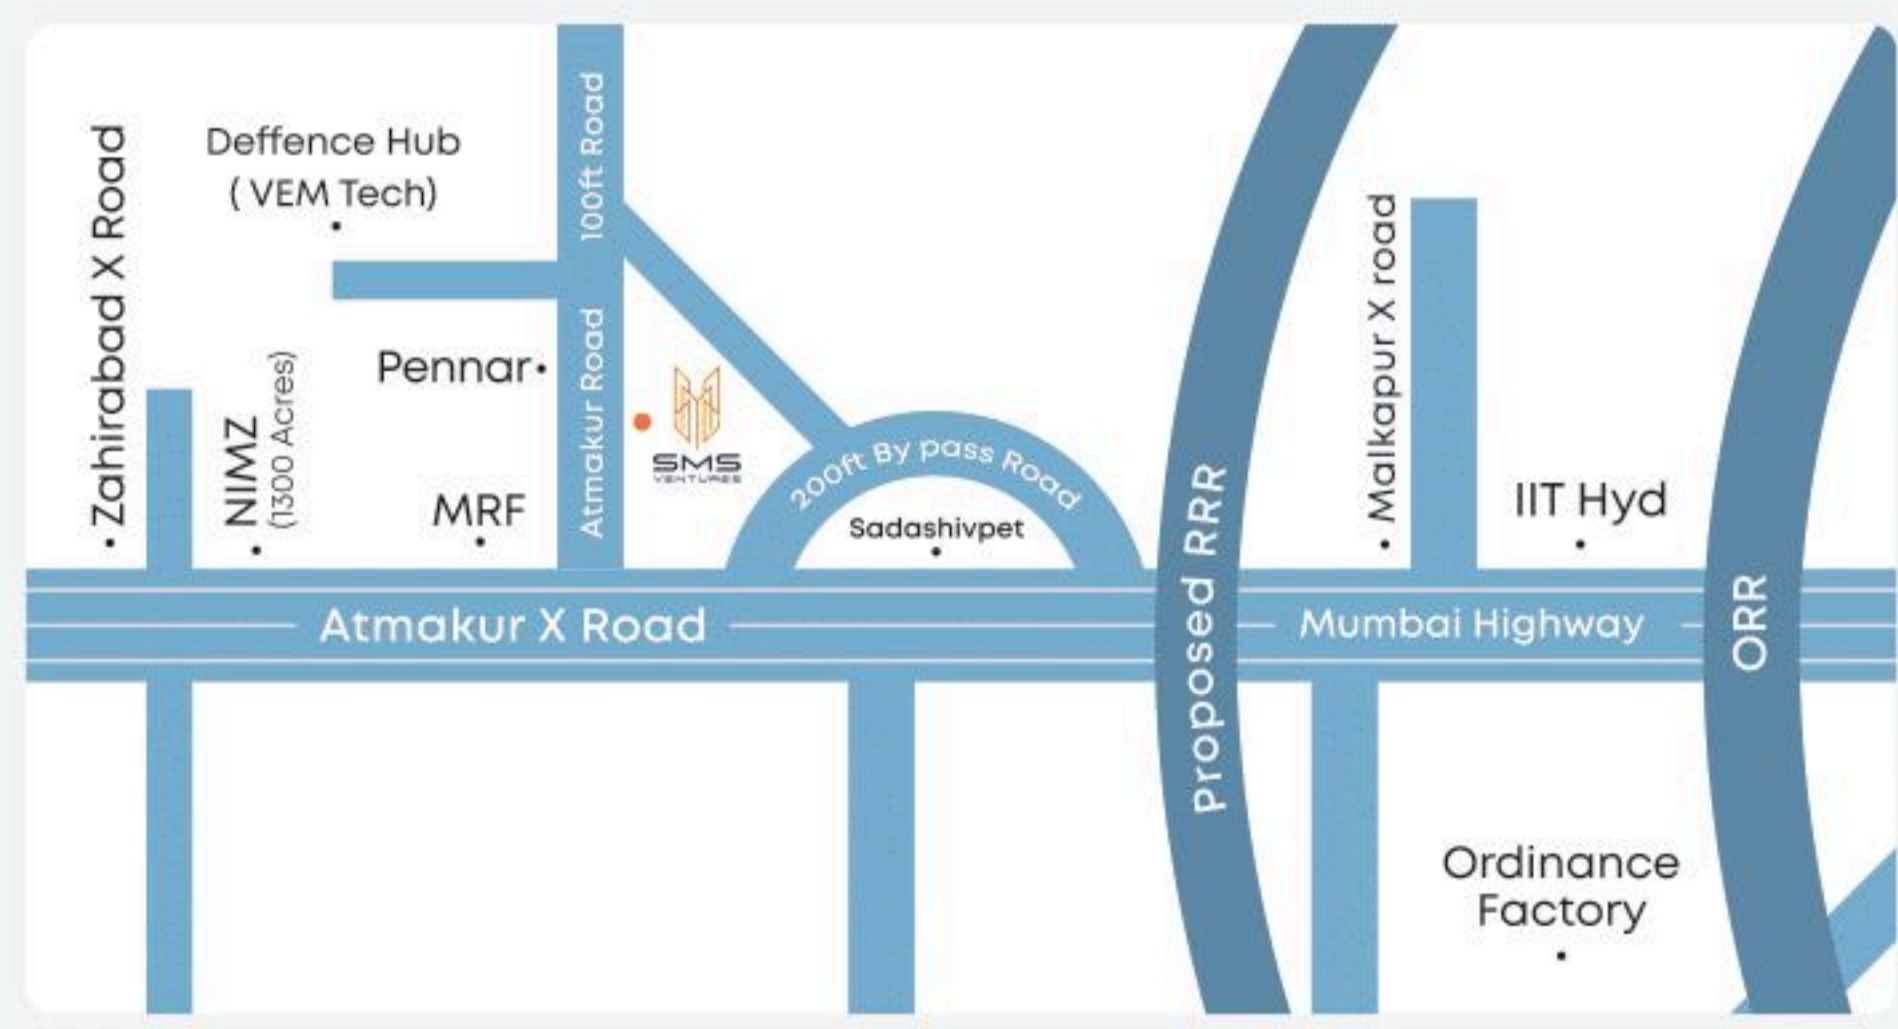 Zahirabad X Road
Deffence Hub
( VEM Tech)
NIMZ
(1300 Acres)
Pennar
MRF
100ft Road
Atmakur Road
SMS
VENTURES
200ft By pass Road
Sadashivpet
Proposed RRR
Malkapur X road
IIT Hyd
ORR
Atmakur X Road
Mumbai Highway
Ordinance
Factory